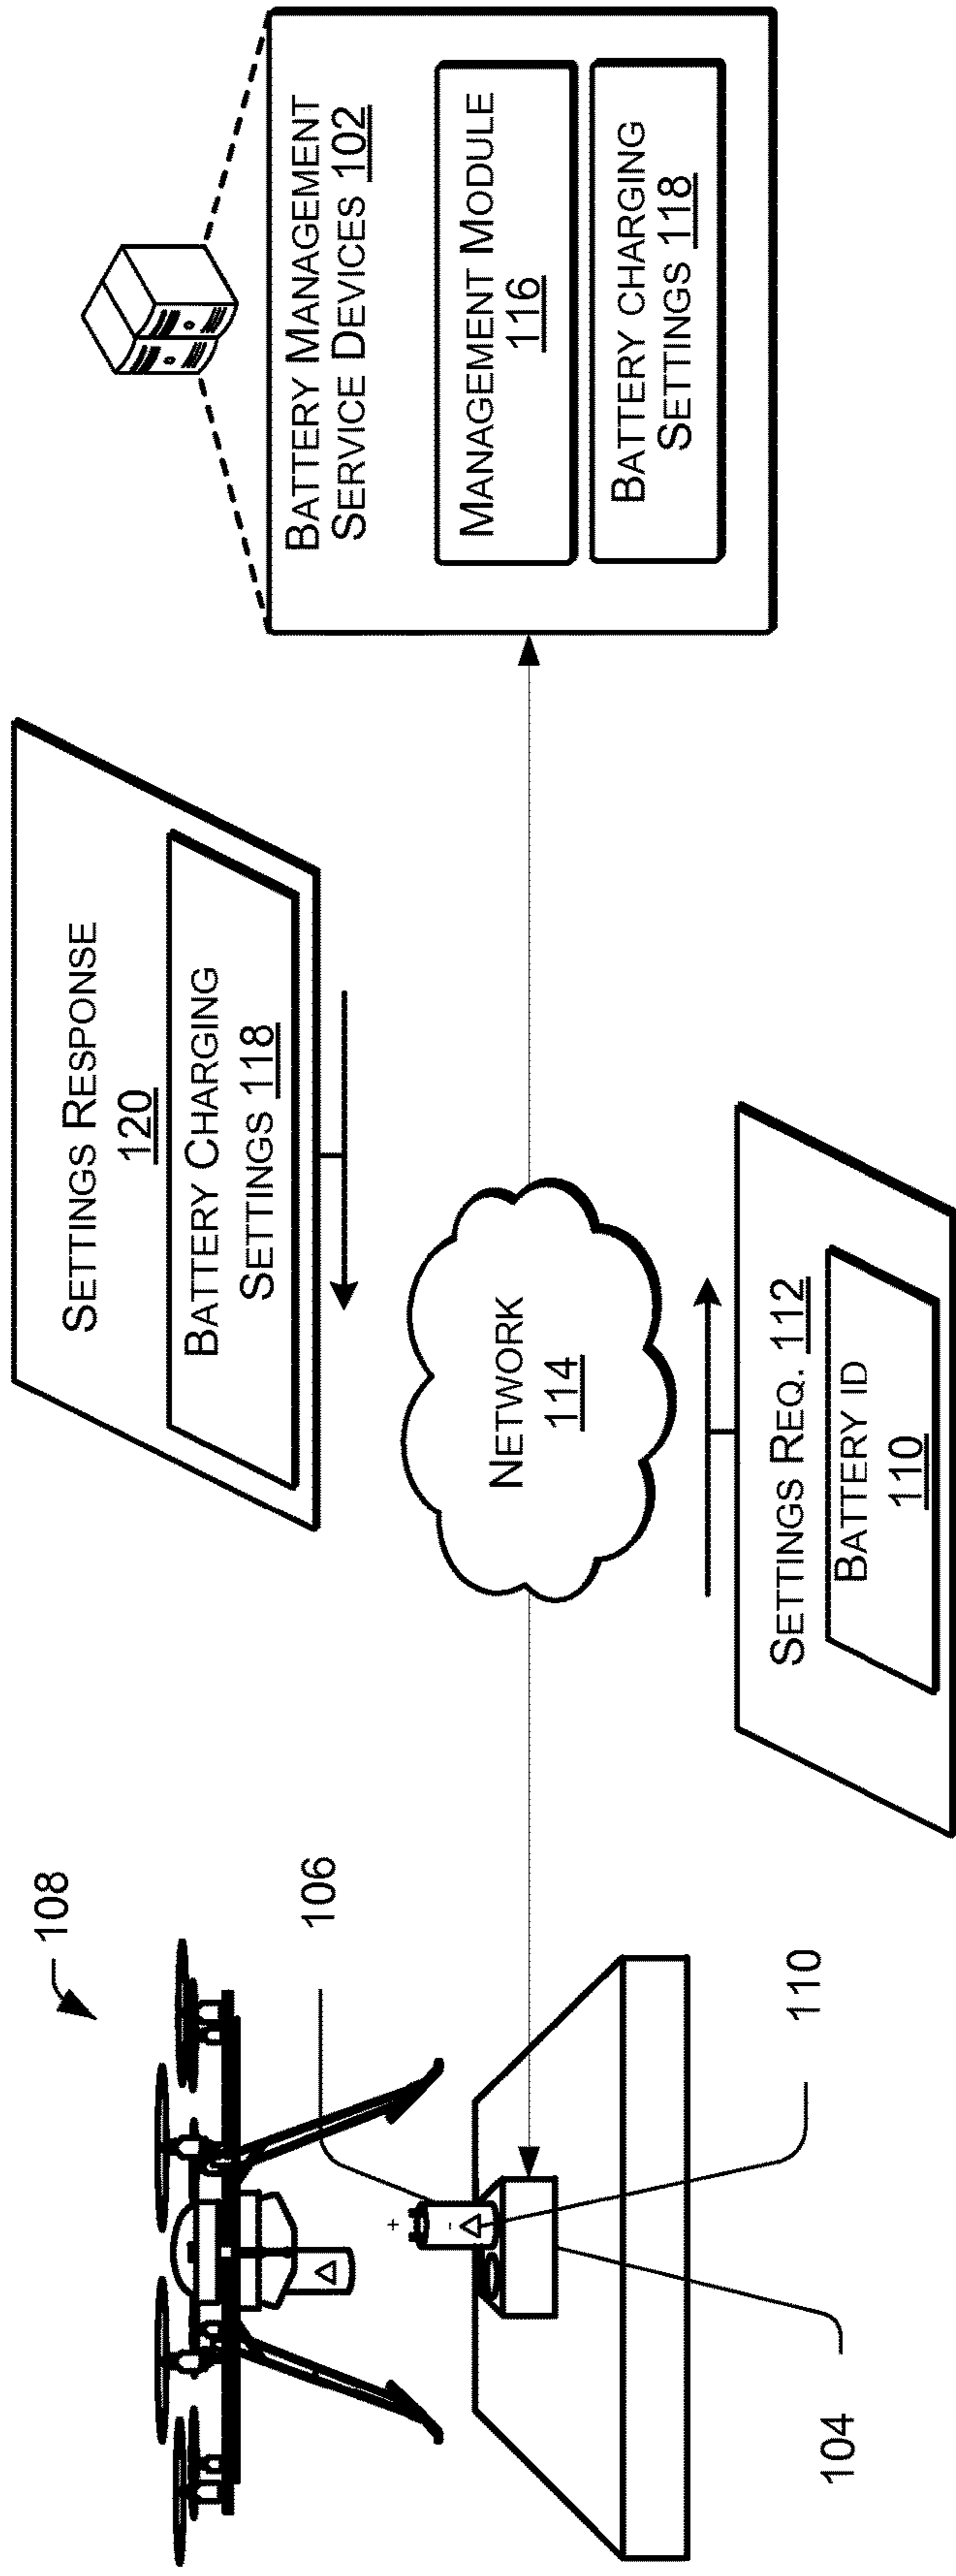 108
106
+
-
110
104
SETTINGS RESPONSE
120
BATTERY CHARGING
SETTINGS 118
NETWORK
114
SETTINGS REQ. 112
BATTERY ID
110
BATTERY MANAGEMENT
SERVICE DEVICES 102
MANAGEMENT MODULE
116
BATTERY CHARGING
SETTINGS 118